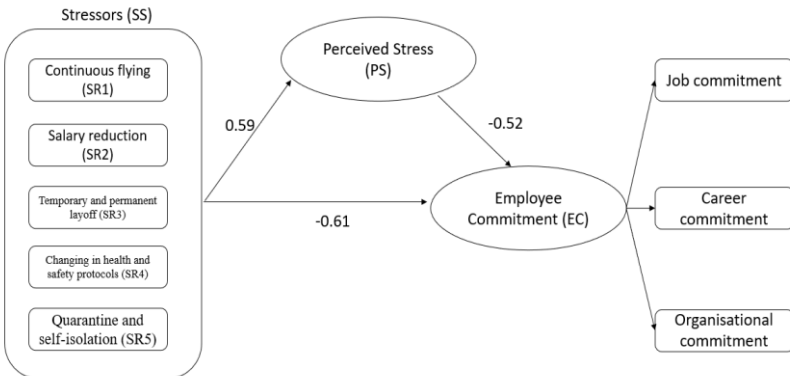 Stressors (SS)
Continuous flying
(SR1)
Salary reduction
(SR2)
Temporary and permanent
layoff (SR3)
Changing in health and
safety protocols (SR4)
Quarantine and
self-isolation (SR5)
Perceived Stress
(PS)
0.59
-0.52
-0.61
Employee
Commitment (EC)
Job commitment
Career
commitment
Organisational
commitment